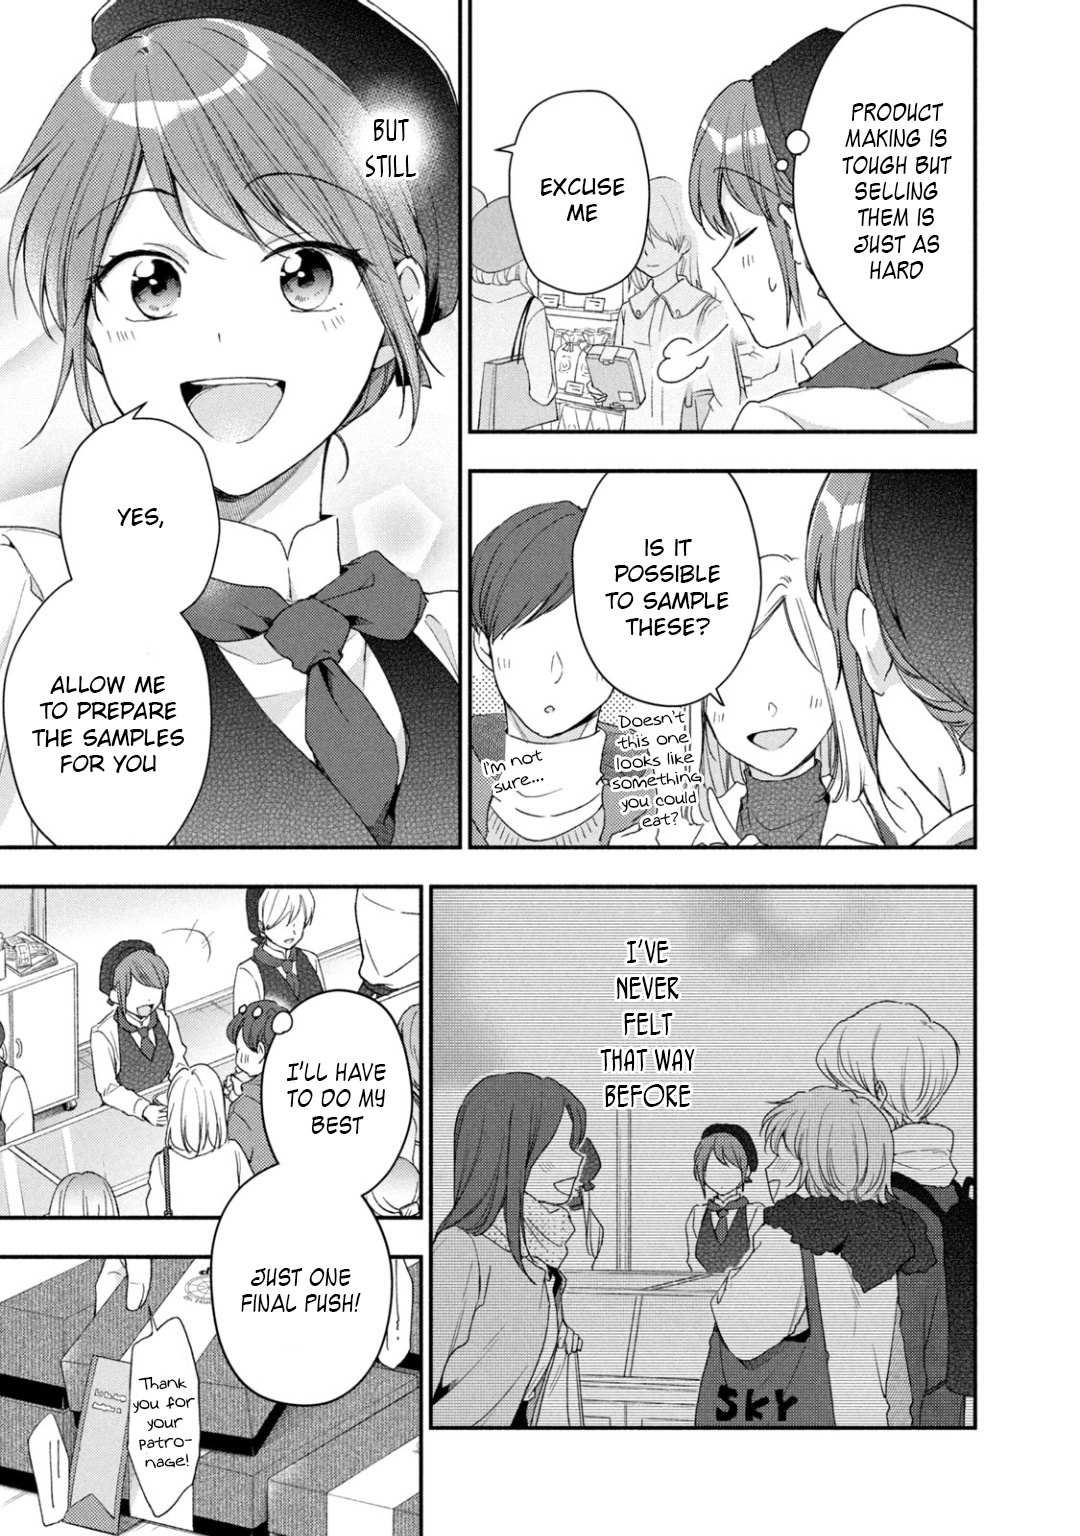 PRODUCT
MAKING IS
TOUGH BUT
SELLING
THEM IS
JUST AS
HARD
EXCUSE
ME
BUT
STILL
YES,
ALLOW ME
TO PREPARE
THE SAMPLES
FOR YOU
IS IT
POSSIBLE
TO SAMPLE
THESE?
Doesn't
this one
looks like
something
you could
eat?
I'm not
sure...
I'VE
NEVER
FELT
THAT WAY
BEFORE
SKY
I'LL HAVE
TO DO MY
BEST
JUST ONE
FINAL PUSH!
Thank
you for
your
patro-
nage!